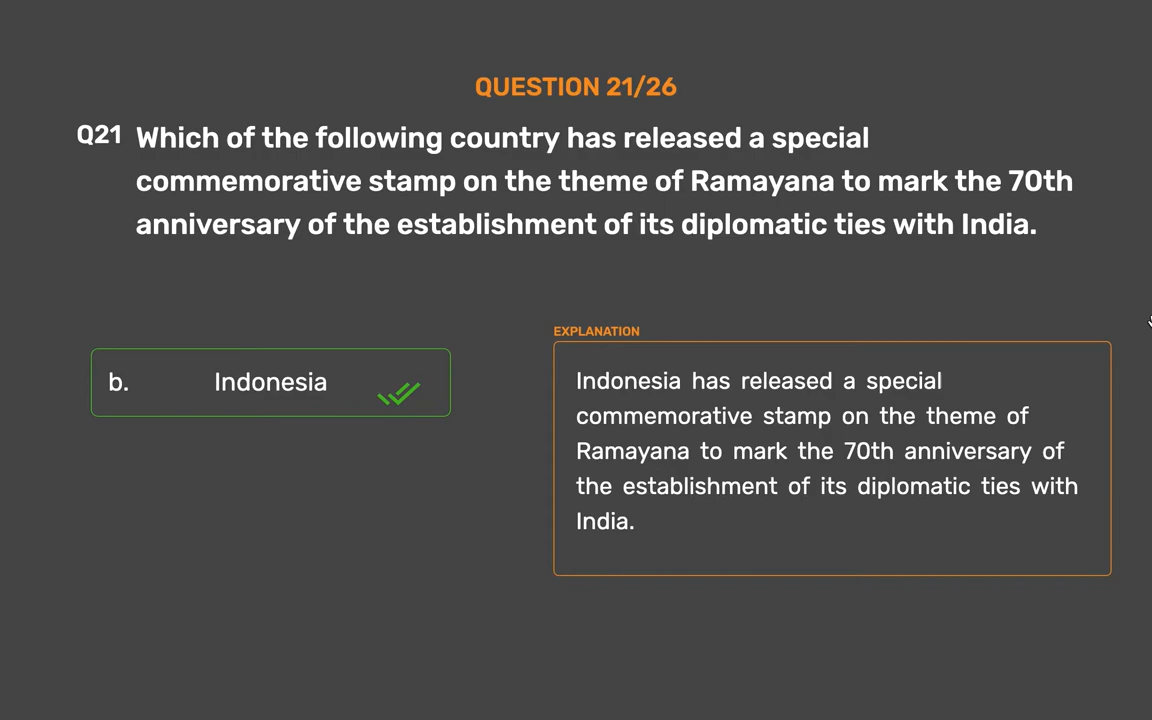 QUESTION 21/26
Q21 Which of the following country has released a special
commemorative stamp on the theme of Ramayana to mark the 70th
anniversary of the establishment of its diplomatic ties with India.
b. Indonesia
EXPLANATION
Indonesia has released a special
commemorative stamp on the theme of
Ramayana to mark the 70th anniversary of
the establishment of its diplomatic ties with
India.